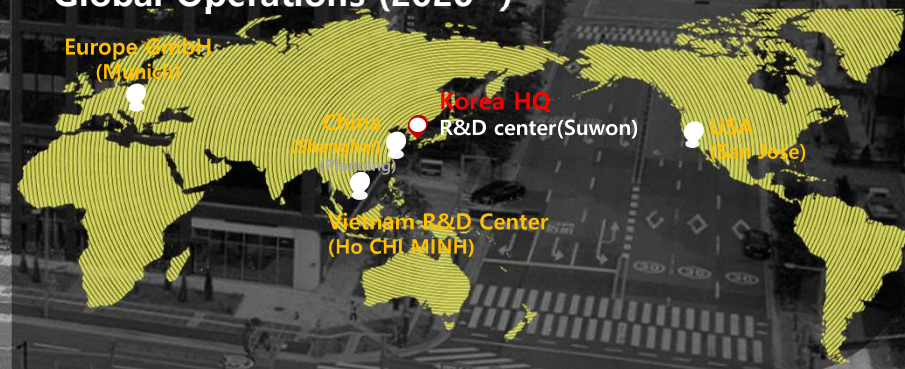 Global Operations (2020~)
Europe GmbH
(Munich)
Korea HQ
R&D center(Suwon)
China
(Shanghai)
(Planning)
USA
(San Jose)
Vietnam R&D Center
(Ho CHI MINH)